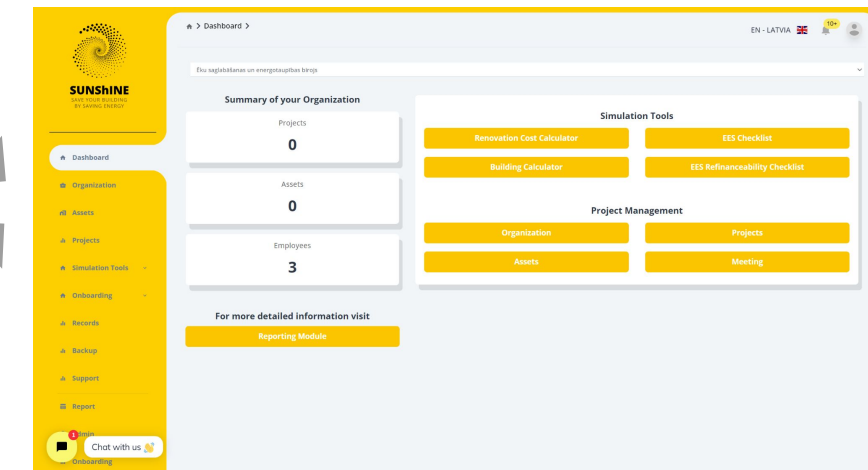 Dashboard
EN - LATVIA
10+
Ēku saglabāšanas un energotaupības birojs
SUNShINE
SAVE YOUR BUILDING
BY SAVING ENERGY
Dashboard
Organization
Assets
Projects
Simulation Tools
Onboarding
Records
Backup
Support
Report
Admin
Onboarding
1
Chat with us
Summary of your Organization
Projects
0
Assets
0
Employees
3
For more detailed information visit
Reporting Module
Simulation Tools
Renovation Cost Calculator
EES Checklist
Building Calculator
EES Refinanceability Checklist
Project Management
Organization
Projects
Assets
Meeting